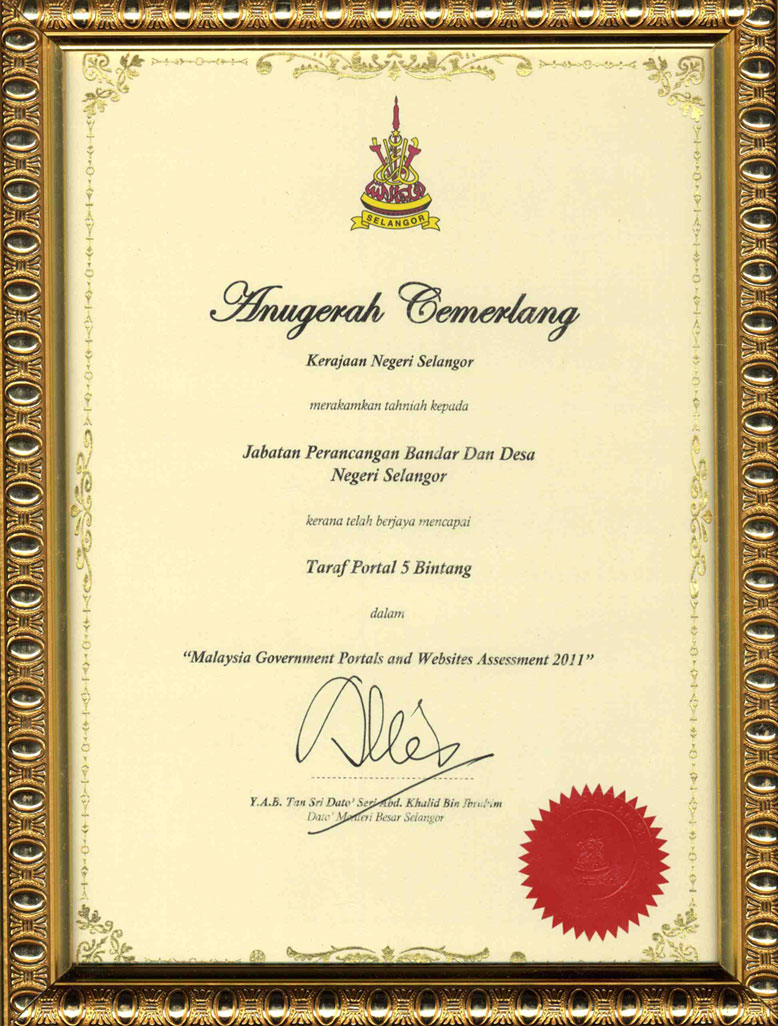 SELANGOR
Anugerah Cemerlang
Kerajaan Negeri Selangor
merakamkan tahniah kepada
Jabatan Perancangan Bandar Dan Desa
Negeri Selangor
kerana telah berjaya mencapai
Taraf Portal 5 Bintang
dalam
“Malaysia Government Portals and Websites Assessment 2011”
Y.A.B. Tan Sri Dato' Seri Abd. Khalid Bin Ibrahim
Dato' Menteri Besar Selangor